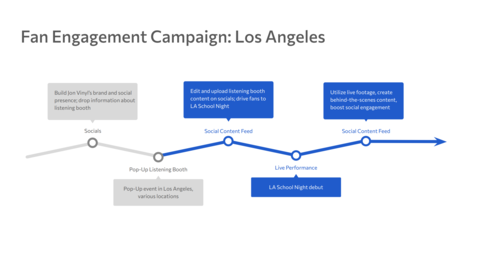 Fan Engagement Campaign: Los Angeles
Build Jon Vinyl's brand and social
presence; drop information about
listening booth
Socials
Pop-Up Listening Booth
Pop-Up event in Los Angeles,
various locations
Edit and upload listening booth
content on socials; drive fans to
LA School Night
Social Content Feed
Live Performance
LA School Night debut
Utilize live footage, create
behind-the-scenes content,
boost social engagement
Social Content Feed